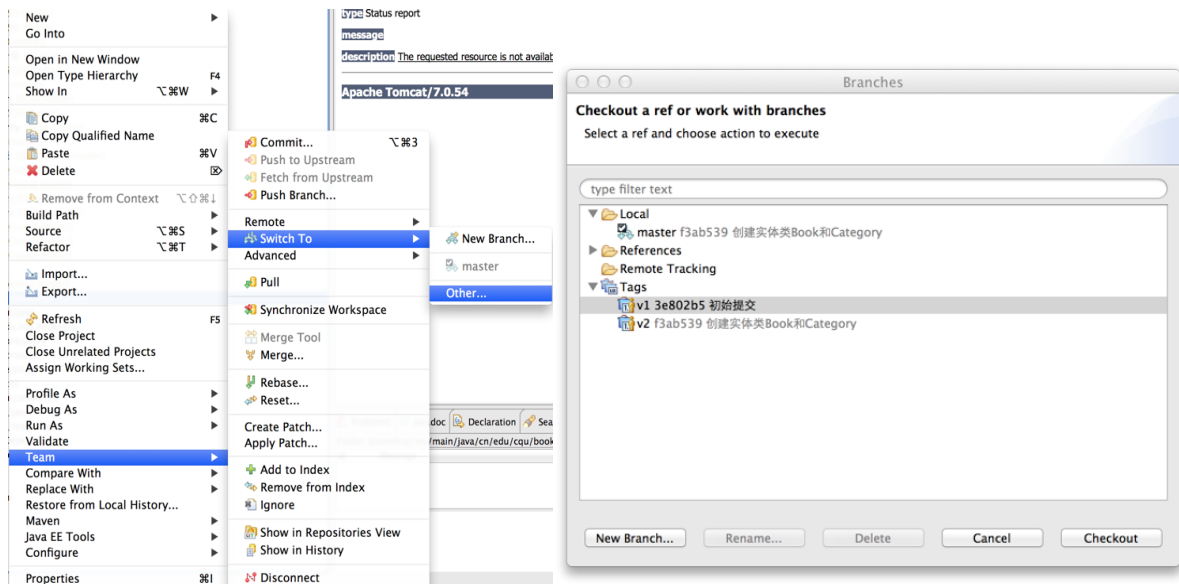 New
Go Into
Open in New Window
Open Type Hierarchy F4
Show In ⌥⌘W
Copy ⌘C
Copy Qualified Name
Paste ⌘V
Delete ⌦
Remove from Context ⌥⇧⌘↓
Build Path
Source ⌥⌘S
Refactor ⌥⌘T
Import...
Export...
Refresh F5
Close Project
Close Unrelated Projects
Assign Working Sets...
Profile As
Debug As
Run As
Validate
Team
Compare With
Replace With
Restore from Local History...
Maven
Java EE Tools
Configure
Properties ⌘I
Commit... ⌥⌘3
Push to Upstream
Fetch from Upstream
Push Branch...
Remote
Switch To
Advanced
Pull
Synchronize Workspace
Merge Tool
Merge...
Rebase...
Reset...
Create Patch...
Apply Patch...
Add to Index
Remove from Index
Ignore
Show in Repositories View
Show in History
Disconnect
New Branch...
master
Other...
type Status report
message
description The requested resource is not availab
Apache Tomcat/7.0.54
doc Declaration Sea
/main/java/cn/edu/cqu/book
Branches
Checkout a ref or work with branches
Select a ref and choose action to execute
type filter text
Local
master f3ab539 创建实体类Book和Category
References
Remote Tracking
Tags
v1 3e802b5 初始提交
v2 f3ab539 创建实体类Book和Category
New Branch... Rename... Delete Cancel Checkout